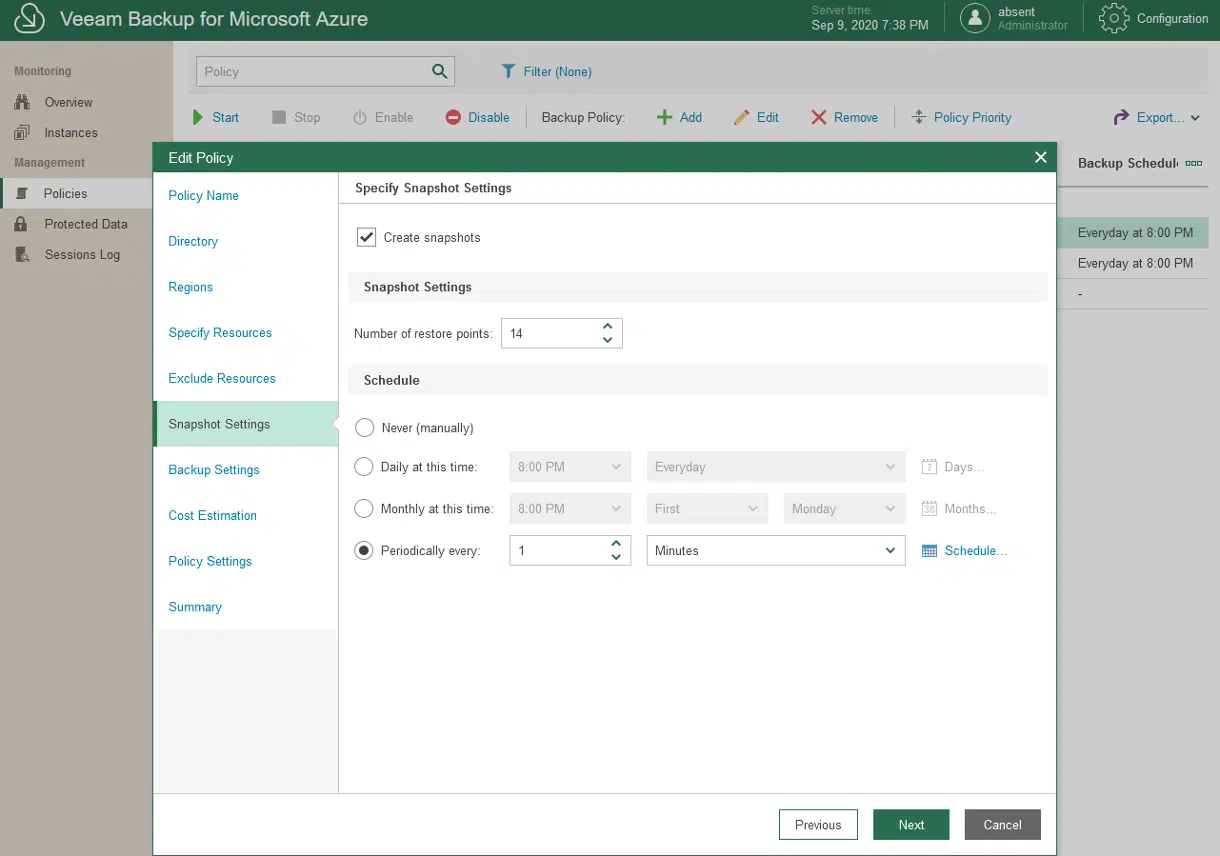 Veeam Backup for Microsoft Azure
Server time:
Sep 9, 2020 7:38 PM
absent
Administrator
Configuration
Monitoring
Overview
Instances
Management
Policies
Protected Data
Sessions Log
Policy
Filter (None)
Start
Stop
Enable
Disable
Backup Policy:
Add
Edit
Remove
Policy Priority
Export...
Backup Schedul
Everyday at 8:00 PM
Everyday at 8:00 PM
-
Edit Policy
Policy Name
Directory
Regions
Specify Resources
Exclude Resources
Snapshot Settings
Backup Settings
Cost Estimation
Policy Settings
Summary
Specify Snapshot Settings
Create snapshots
Snapshot Settings
Number of restore points: 14
Schedule
Never (manually)
Daily at this time: 8:00 PM Everyday 7 Days...
Monthly at this time: 8:00 PM First Monday 30 Months...
Periodically every: 1 Minutes Schedule...
Previous Next Cancel